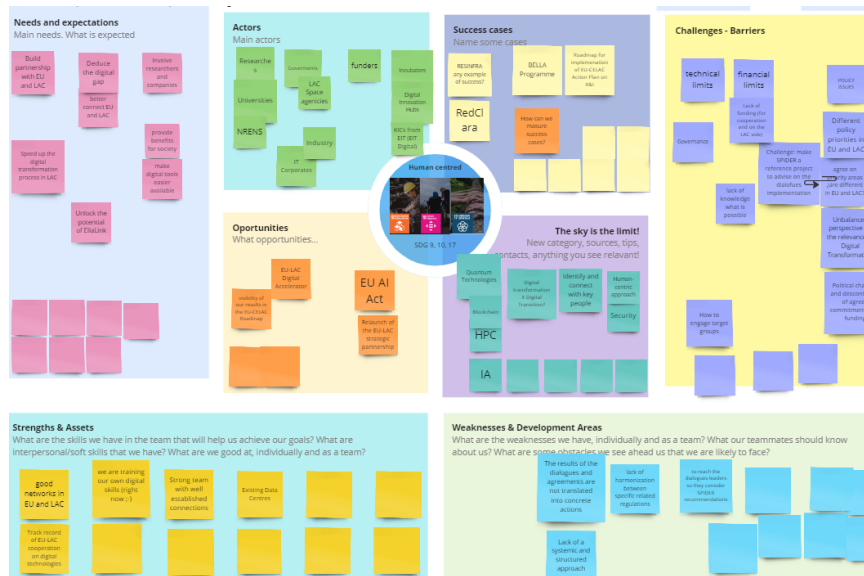 Needs and expectations
Main needs. What is expected
Build
partnership
with EU
and LAC
Deduce
the digital
gap
Involve
researchers
and
companies
better
connect EU
and LAC
provide
benefits
for society
Speed up the
digital
transformation
process in LAC
make
digital tools
easier
available
Unlock the
potential
of EllaLink
Actors
Main actors
Researche
s
Governments
funders
Incubators
LAC
Space
agencies
Universities
Digital
Innovation
Hubs
NRENS
Industry
KICs from
EIT (EIT
Digital)
IT
Corporates
Human centred
SDG 9, 10, 17
Success cases
Name some cases
RESINFRA
any example
of success?
BELLA
Programme
Roadmap for
implementation
of EU-CELAC
Action Plan on
R&I
RedCl
ara
How can we
mature
success
cases?
Challenges - Barriers
technical
limits
financial
limits
POLICY
ISSUES
Lack of
funding (for
cooperation
and on the
LAC side)
Governance
Different
policy
priorities in
EU and LAC
Challenge: make
SPIDER a
reference project
to advise on the
dialogues
implementation
agree on
are different
in EU and LAC
lack of
knowledge
what is
possible
Unbalance
perspective
the relevance
Digital
Transforma
Political cha
of agree
commitmen
funding
How to
engage target
groups
Oportunities
What opportunities...
EU-LAC
Digital
Accelerator
visibility of
our results in
the EU-CELAC
Roadmap
EU AI
Act
Relaunch of
the EU-LAC
strategic
partnership
The sky is the limit!
New category, sources, tips,
contacts, anything you see relevant!
Quantum
Technologies
Digital
transformation
X Digital
Transition?
Identify and
connect with
key
people
Human-
centric
approach
Blockchain
Security
HPC
IA
Strengths & Assets
What are the skills we have in the team that will help us achieve our goals? What are
interpersonal/soft skills that we have? What are we good at, individually and as a team?
good
networks in
EU and LAC
we are training
our own digital
skills (right
now ;-)
Strong team
with well
established
connections
Existing Data
Centres
Track record
of EU-LAC
cooperation
on digital
technologies
Weaknesses & Development Areas
What are the weaknesses we have, individually and as a team? What our teammates should know
about us? What are some obstacles we see ahead us that we are likely to face?
The results of
the dialogues
and agreements
are not
translated
into concrete
actions
lack of
harmonization
between
specific related
regulations
to reach the
dialogues leaders
so they consider
SPIDER
recommendations
Lack of a
systemic and
structured
approach